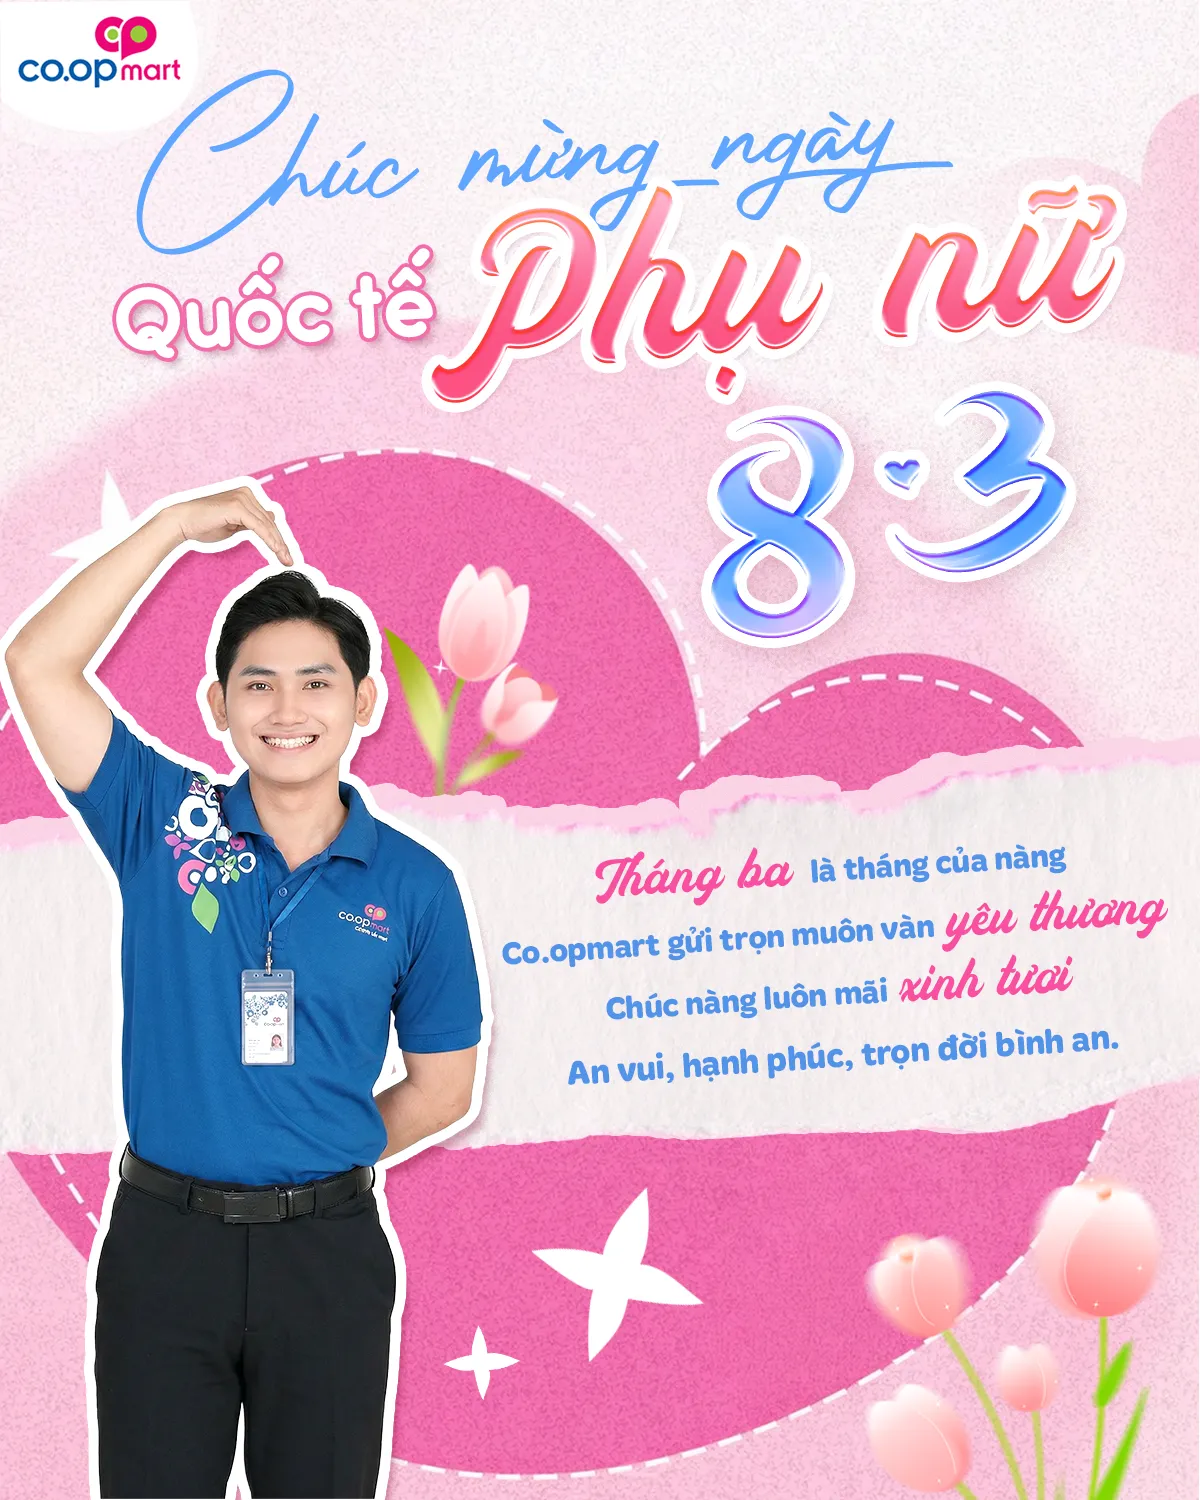 co.opmart
Chúc mừng ngày
Quốc tế Phụ nữ
8.3
Tháng ba là tháng của nàng
Co.opmart gửi trọn muôn vàn yêu thương
Chúc nàng luôn mãi xinh tươi
An vui, hạnh phúc, trọn đời bình an.
co.opmart